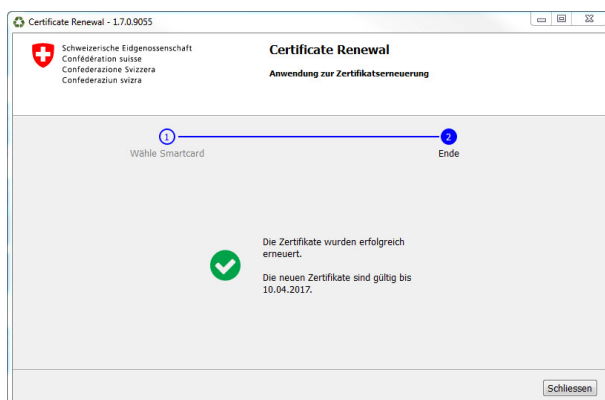 Certificate Renewal - 1.7.0.9055
Schweizerische Eidgenossenschaft
Confédération suisse
Confederazione Svizzera
Confederaziun svizra
Certificate Renewal
Anwendung zur Zertifikatserneuerung
1
2
Wähle Smartcard
Ende
Die Zertifikate wurden erfolgreich
erneuert.
Die neuen Zertifikate sind gültig bis
10.04.2017.
Schliessen